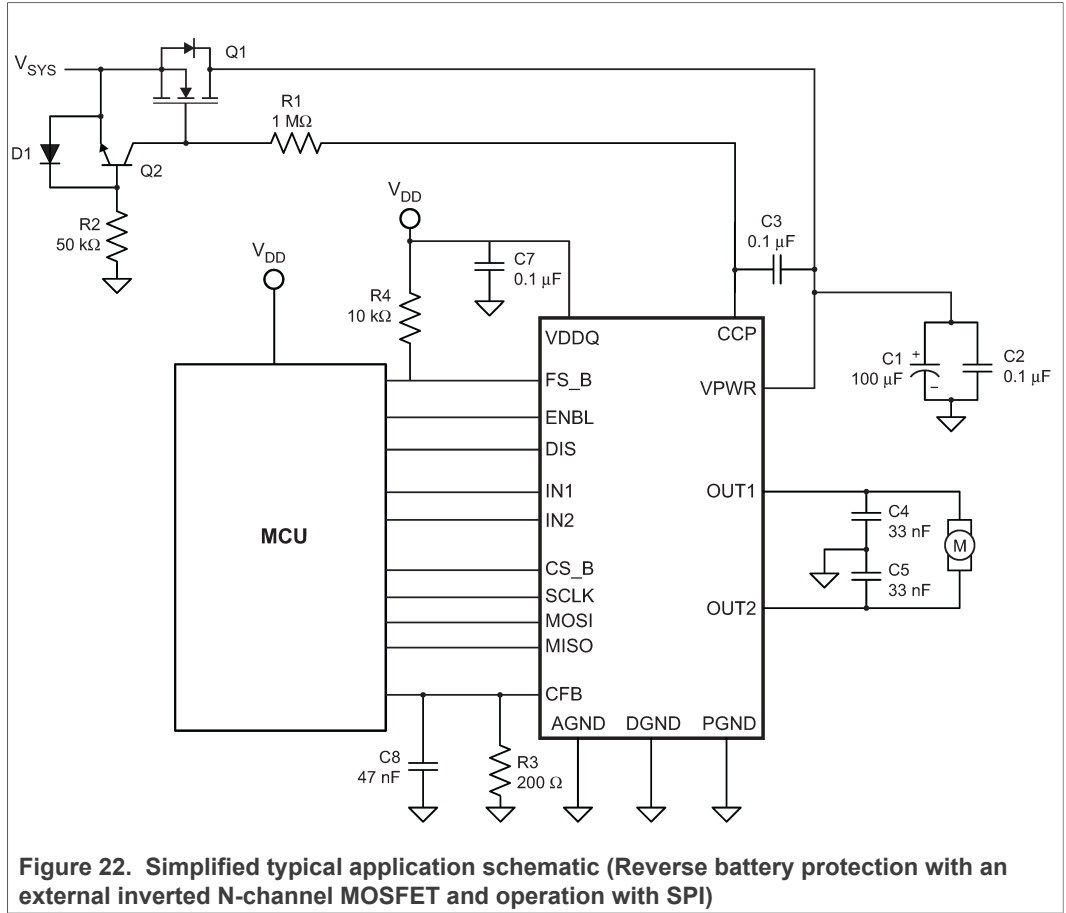 V_SYS
Q1
R1
1 MΩ
D1
Q2
R2
50 kΩ
V_DD
V_DD
C3
0.1 μF
C7
0.1 μF
R4
10 kΩ
VDDQ
CCP
C1
100 μF
+
−
C2
0.1 μF
FS_B
VPWR
ENBL
DIS
IN1
OUT1
IN2
C4
33 nF
MCU
M
CS_B
C5
33 nF
SCLK
OUT2
MOSI
MISO
CFB
AGND
DGND
PGND
C8
47 nF
R3
200 Ω
Figure 22. Simplified typical application schematic (Reverse battery protection with an
external inverted N-channel MOSFET and operation with SPI)